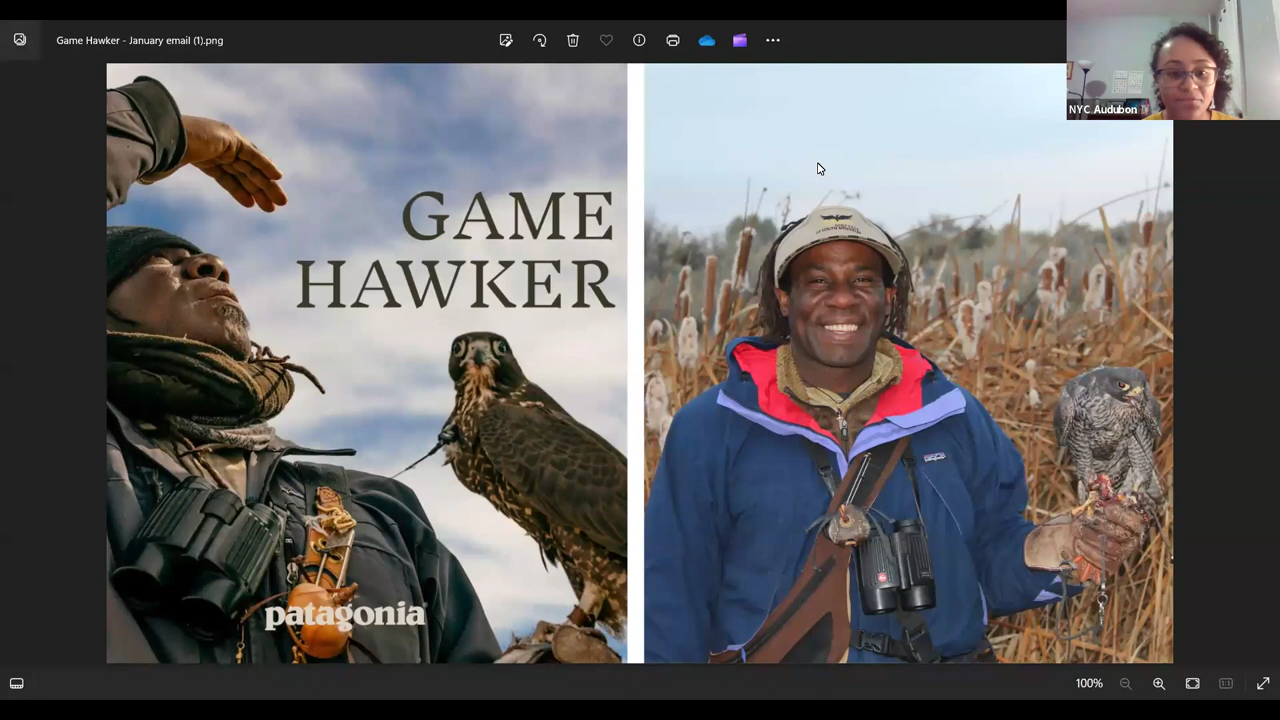 Game Hawker - January email (1).png
NYC Audubon
GAME
HAWKER
patagonia
100%